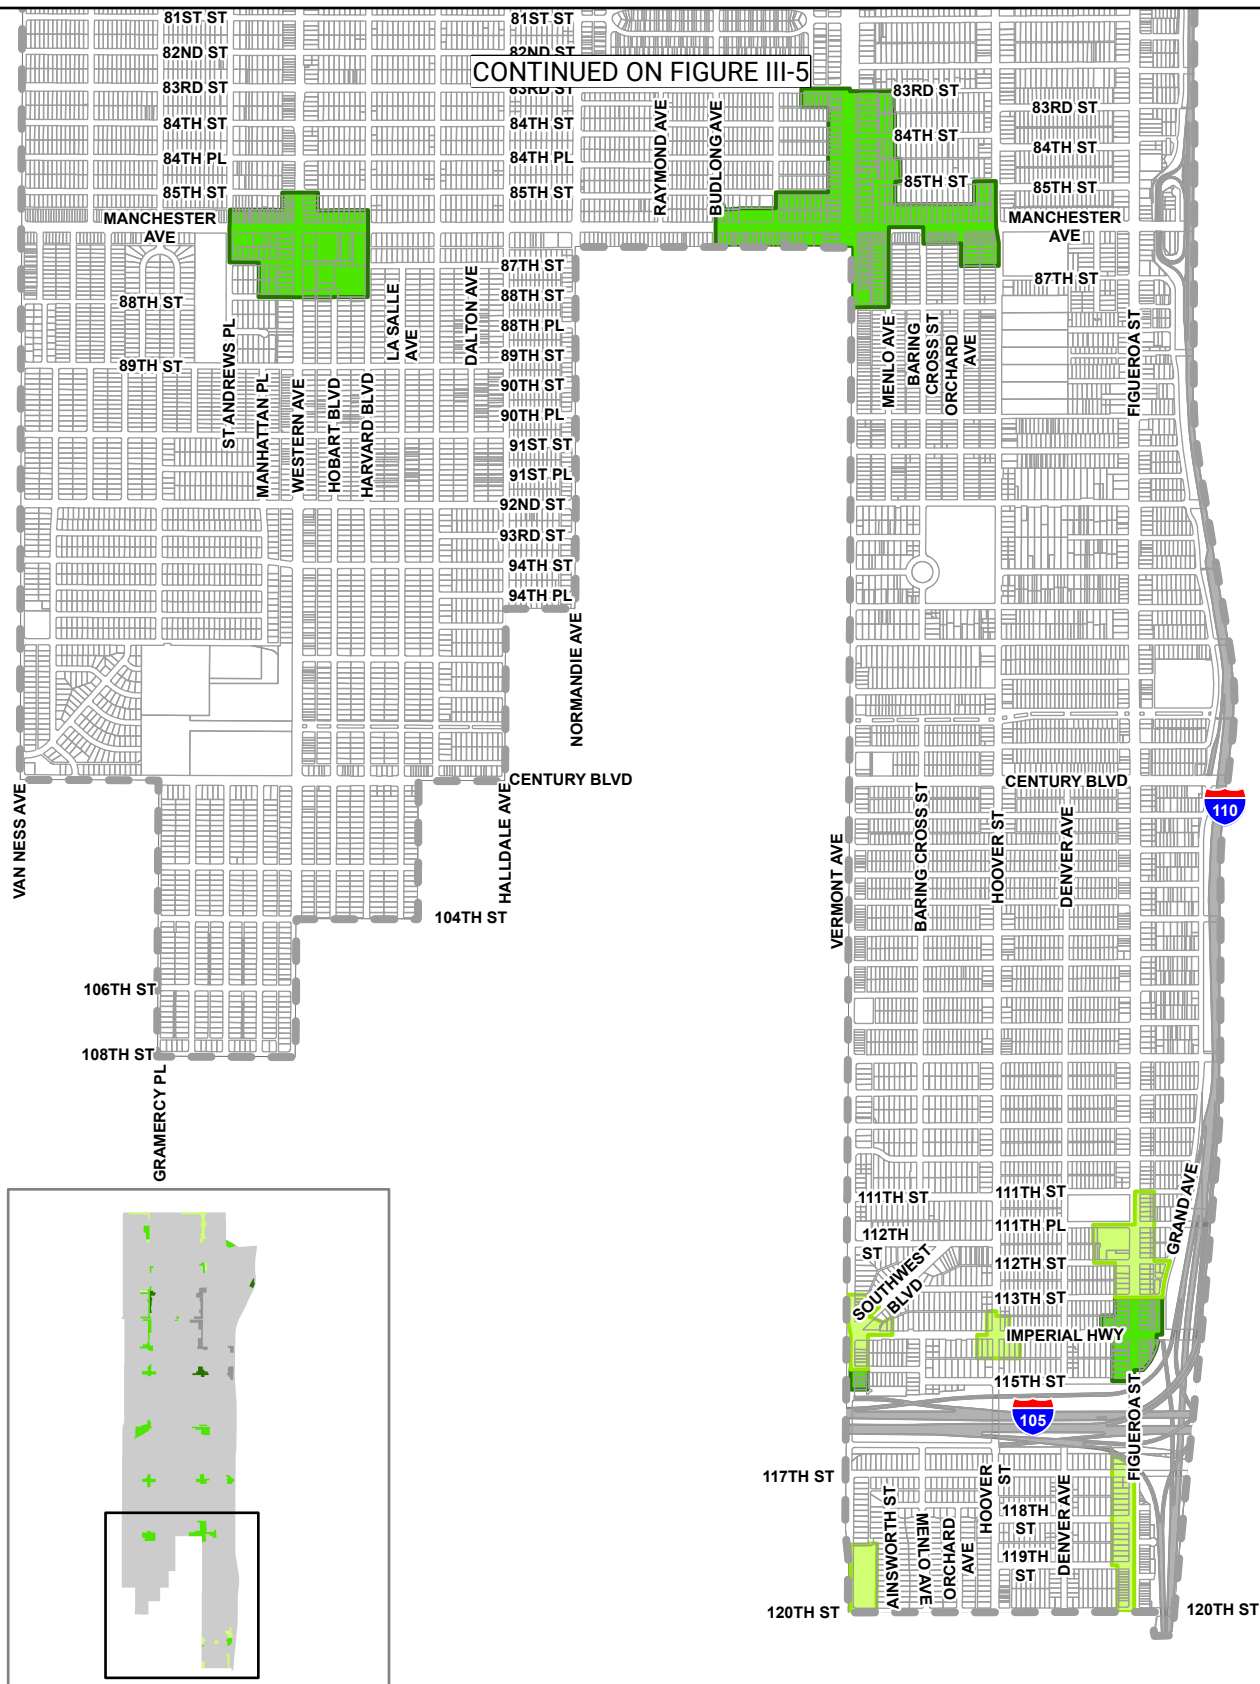 81ST ST
81ST ST
82ND ST
82ND ST
CONTINUED ON FIGURE III-5
83RD ST
83RD ST
83RD ST
83RD ST
84TH ST
84TH ST
84TH ST
84TH ST
84TH PL
84TH PL
85TH ST
85TH ST
85TH ST
85TH ST
RAYMOND AVE
BUDLONG AVE
MANCHESTER
AVE
MANCHESTER
AVE
87TH ST
87TH ST
88TH ST
88TH ST
88TH PL
89TH ST
89TH ST
90TH ST
90TH PL
91ST ST
91ST PL
92ND ST
93RD ST
94TH ST
94TH PL
ST ANDREWS PL
MANHATTAN PL
WESTERN AVE
HOBART BLVD
HARVARD BLVD
LA SALLE
AVE
DALTON AVE
MENLO AVE
BARING
CROSS ST
ORCHARD
AVE
FIGUEROA ST
NORMANDIE AVE
CENTURY BLVD
CENTURY BLVD
110
VAN NESS AVE
HALLDALE AVE
VERMONT AVE
BARING CROSS ST
HOOVER ST
DENVER AVE
104TH ST
106TH ST
108TH ST
GRAMERCY PL
111TH ST
111TH ST
111TH PL
112TH
ST
112TH ST
SOUTHWEST
BLVD
113TH ST
GRAND AVE
IMPERIAL HWY
115TH ST
105
FIGUEROA ST
117TH ST
AINSWORTH ST
MENLO AVE
ORCHARD
AVE
HOOVER
ST
118TH
ST
119TH
ST
DENVER AVE
120TH ST
120TH ST